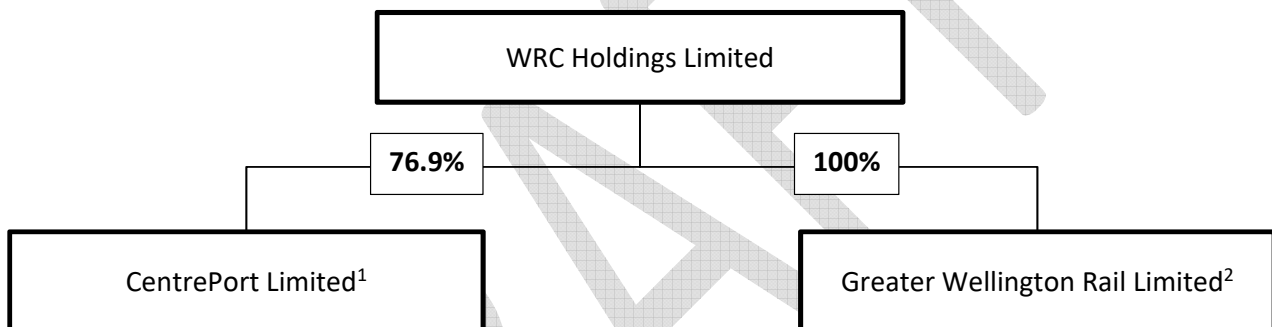 WRC Holdings Limited
76.9%
100%
CentrePort Limited¹
Greater Wellington Rail Limited²